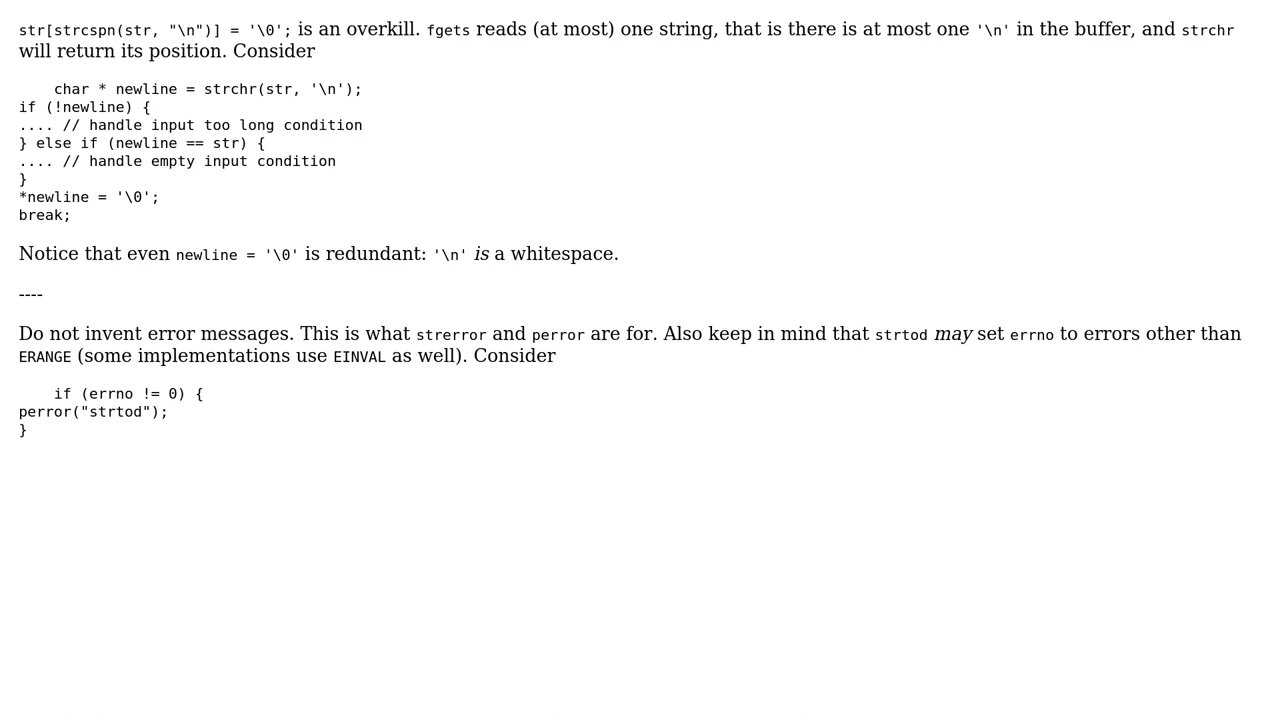 str[strcspn(str, "\n")] = '\0'; is an overkill. fgets reads (at most) one string, that is there is at most one '\n' in the buffer, and strchr
will return its position. Consider
    char * newline = strchr(str, '\n');
if (!newline) {
.... // handle input too long condition
} else if (newline == str) {
.... // handle empty input condition
}
*newline = '\0';
break;
Notice that even newline = '\0' is redundant: '\n' is a whitespace.
----
Do not invent error messages. This is what strerror and perror are for. Also keep in mind that strtod may set errno to errors other than
ERANGE (some implementations use EINVAL as well). Consider
    if (errno != 0) {
perror("strtod");
}